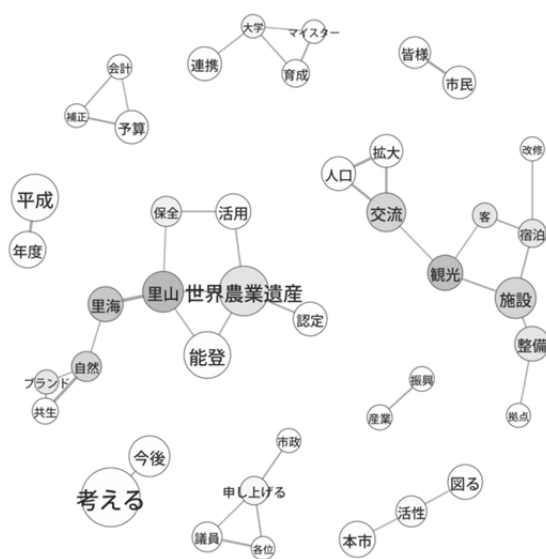 大学
マイスター
連携
育成
会計
補正
予算
皆様
市民
改修
拡大
人口
交流
客
宿泊
観光
施設
整備
拠点
平成
年度
保全
活用
里海
里山
世界農業遺産
認定
能登
自然
ブランド
共生
振興
産業
今後
考える
市政
申し上げる
議員
各位
図る
活性
本市